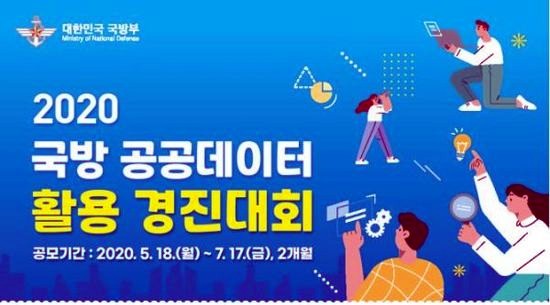 대한민국 국방부
Ministry of National Defense
2020
국방 공공데이터
활용 경진대회
공모기간 : 2020. 5. 18.(월) ~ 7. 17.(금), 2개월